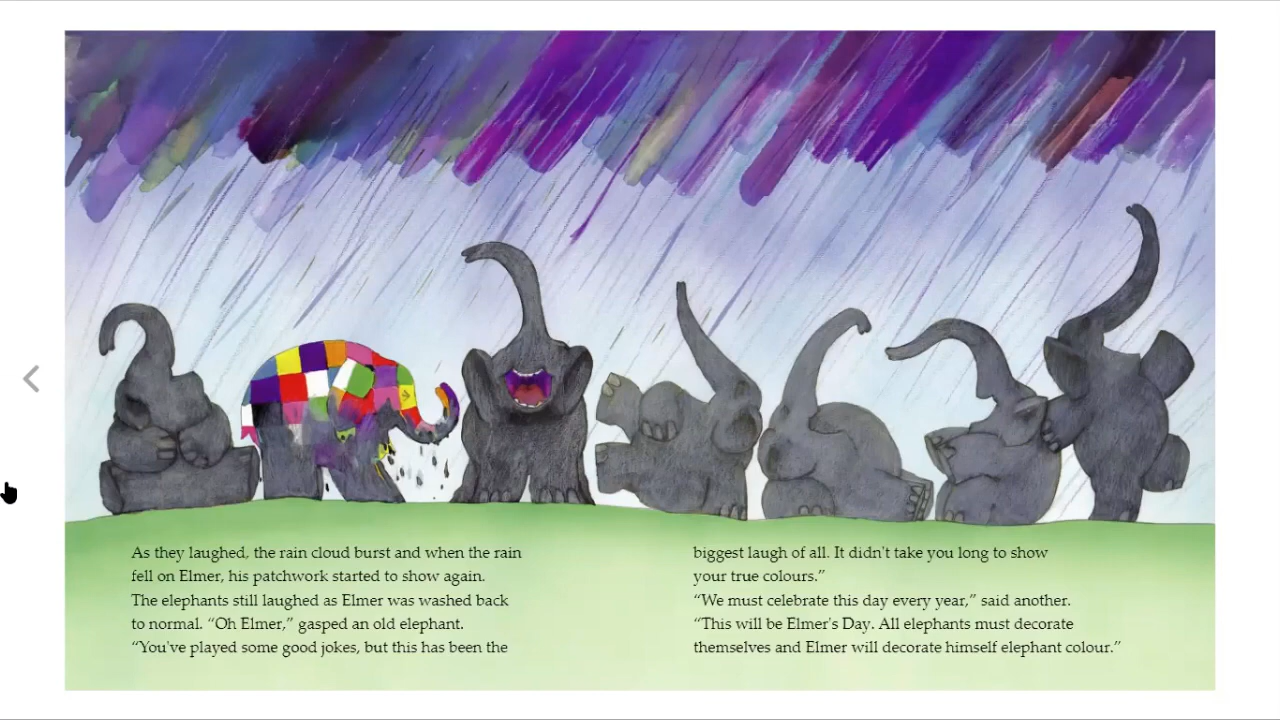 As they laughed, the rain cloud burst and when the rain
fell on Elmer, his patchwork started to show again.
The elephants still laughed as Elmer was washed back
to normal. “Oh Elmer,” gasped an old elephant.
“You've played some good jokes, but this has been the
biggest laugh of all. It didn't take you long to show
your true colours.”
“We must celebrate this day every year,” said another.
“This will be Elmer's Day. All elephants must decorate
themselves and Elmer will decorate himself elephant colour.”